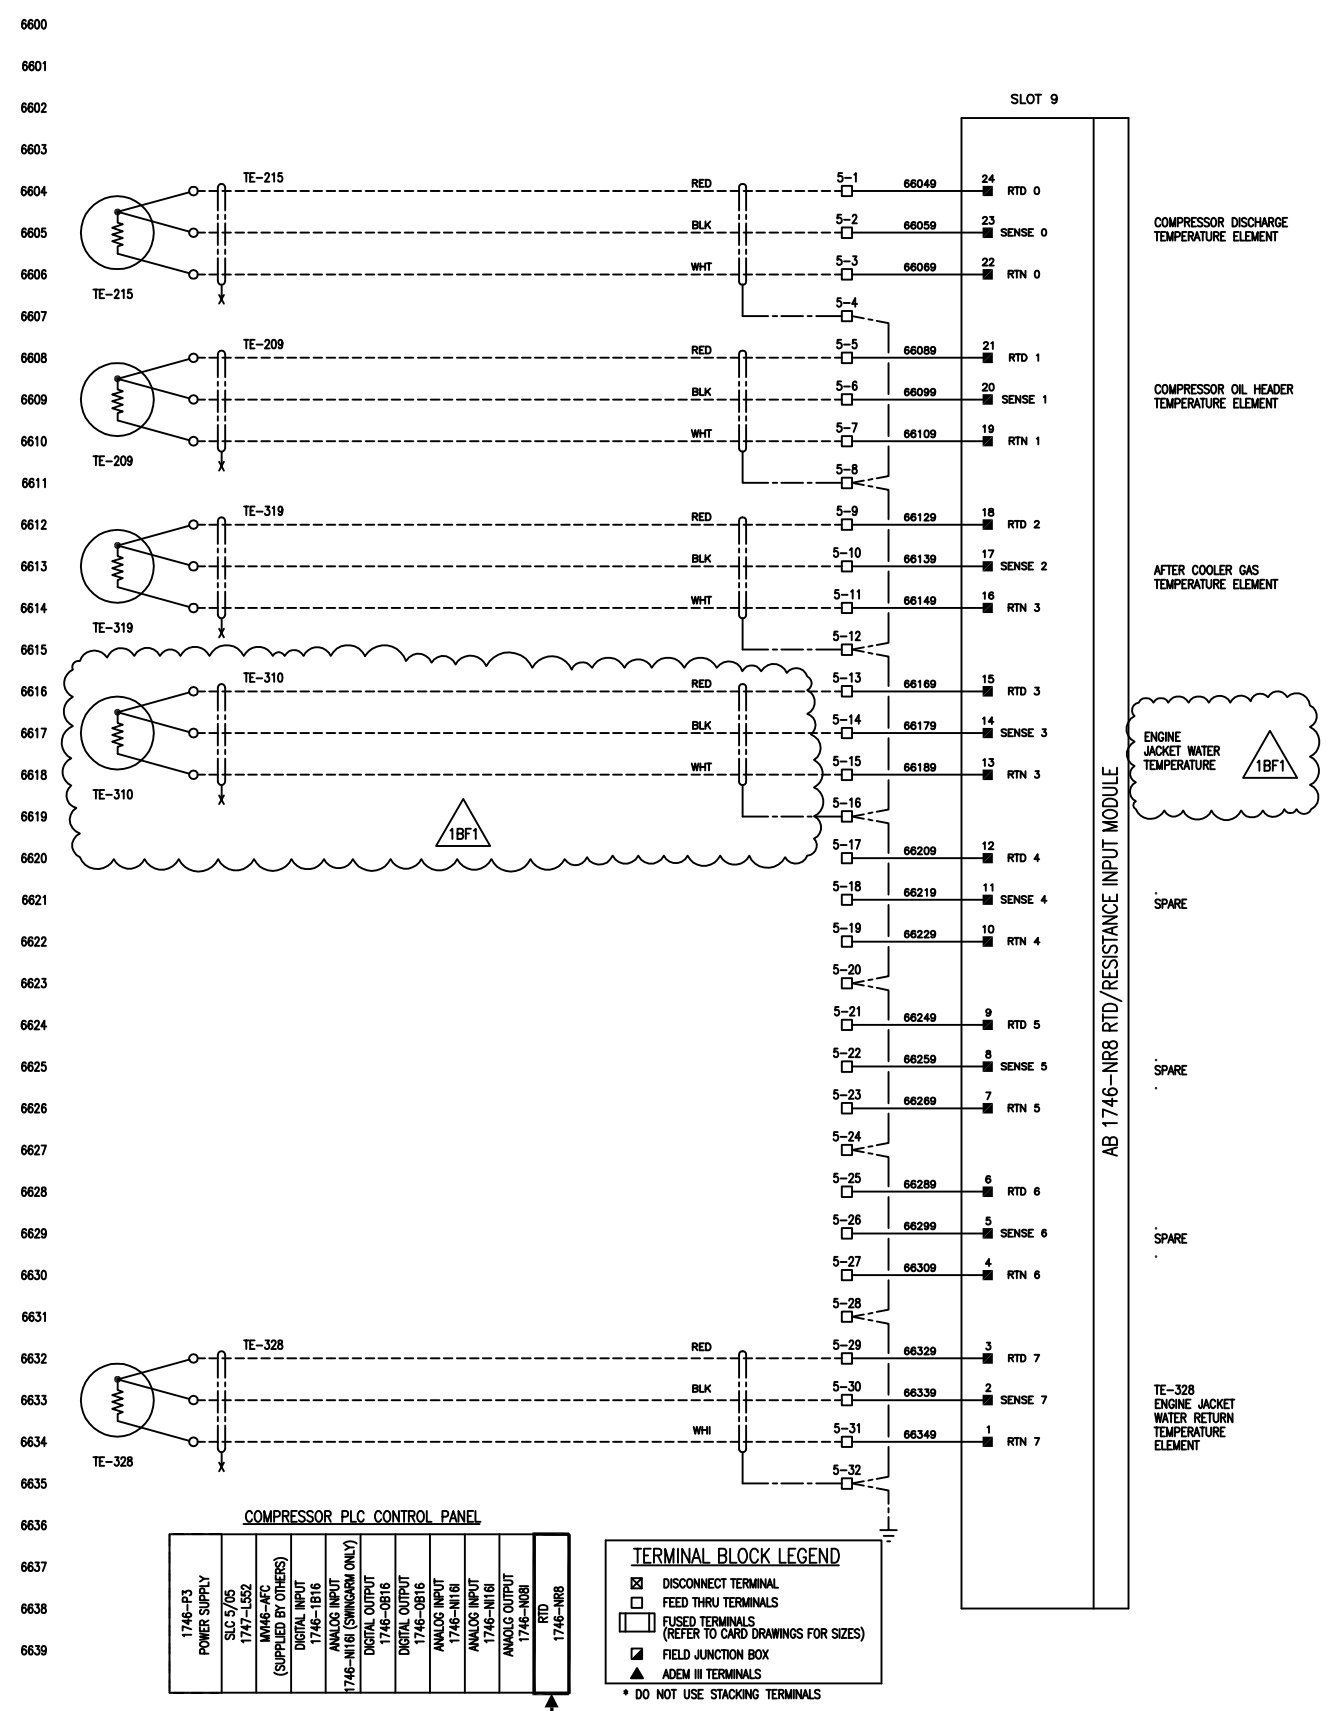 6600
6601
6602
SLOT 9
6603
TE-215
6604
RED
5-1
66049
24
RTD 0
6605
BLK
5-2
66059
23
SENSE 0
COMPRESSOR DISCHARGE
TEMPERATURE ELEMENT
6606
WHT
5-3
66069
22
RTN 0
TE-215
6607
5-4
TE-209
6608
RED
5-5
66089
21
RTD 1
6609
BLK
5-6
66099
20
SENSE 1
COMPRESSOR OIL HEADER
TEMPERATURE ELEMENT
6610
WHT
5-7
66109
19
RTN 1
TE-209
6611
5-8
TE-319
6612
RED
5-9
66129
18
RTD 2
6613
BLK
5-10
66139
17
SENSE 2
AFTER COOLER GAS
TEMPERATURE ELEMENT
6614
WHT
5-11
66149
16
RTN 3
TE-319
6615
5-12
TE-310
6616
RED
5-13
66169
15
RTD 3
6617
BLK
5-14
66179
14
SENSE 3
ENGINE
JACKET WATER
TEMPERATURE
1BF1
6618
WHT
5-15
66189
13
RTN 3
TE-310
6619
1BF1
5-16
6620
5-17
66209
12
RTD 4
6621
5-18
66219
11
SENSE 4
SPARE
6622
5-19
66229
10
RTN 4
6623
5-20
6624
5-21
66249
9
RTD 5
6625
5-22
66259
8
SENSE 5
SPARE
6626
5-23
66269
7
RTN 5
6627
5-24
6628
5-25
66289
6
RTD 6
6629
5-26
66299
5
SENSE 6
SPARE
6630
5-27
66309
4
RTN 6
6631
5-28
TE-328
6632
RED
5-29
66329
3
RTD 7
6633
BLK
5-30
66339
2
SENSE 7
TE-328
ENGINE JACKET
WATER RETURN
TEMPERATURE
ELEMENT
6634
WHI
5-31
66349
1
RTN 7
TE-328
6635
5-32
AB 1746-NR8 RTD/RESISTANCE INPUT MODULE
6636
6637
6638
6639
COMPRESSOR PLC CONTROL PANEL
1746-P3
POWER SUPPLY
SLC 5/05
1747-L552
MVI46-AFC
(SUPPLIED BY OTHERS)
DIGITAL INPUT
1746-1B16
ANALOG INPUT
1746-NI16I (SWINGARM ONLY)
DIGITAL OUTPUT
1746-OB16
DIGITAL OUTPUT
1746-OB16
ANALOG INPUT
1746-NI16I
ANALOG INPUT
1746-NI16I
ANAOLG OUTPUT
1746-NO8I
RTD
1746-NR8
TERMINAL BLOCK LEGEND
DISCONNECT TERMINAL
FEED THRU TERMINALS
FUSED TERMINALS
(REFER TO CARD DRAWINGS FOR SIZES)
FIELD JUNCTION BOX
ADEM III TERMINALS
* DO NOT USE STACKING TERMINALS